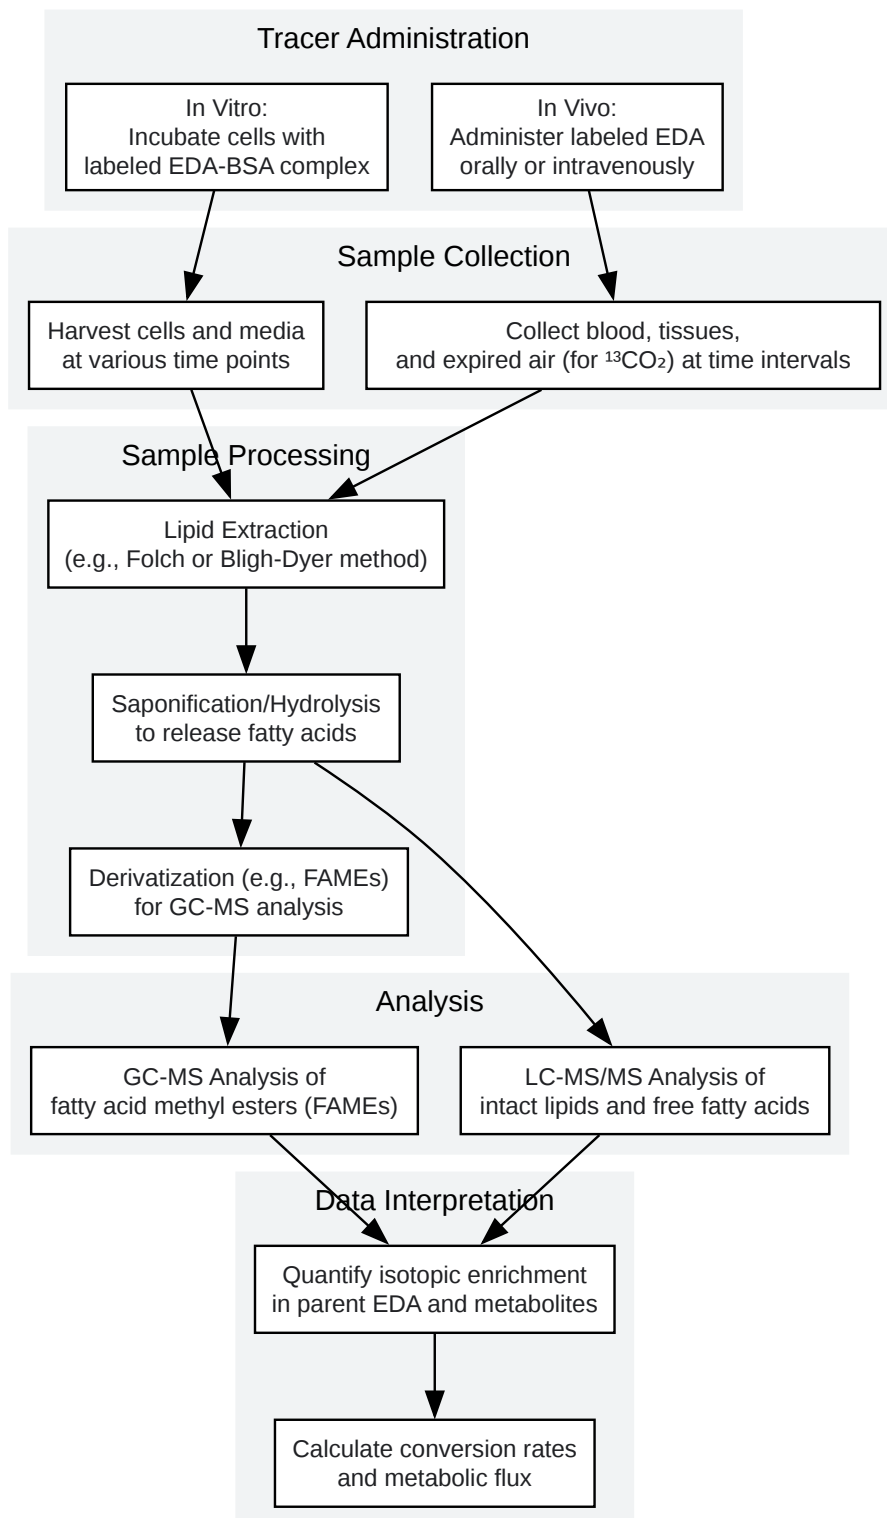 Tracer Administration
In Vitro:
Incubate cells with
labeled EDA-BSA complex
In Vivo:
Administer labeled EDA
orally or intravenously
Sample Collection
Harvest cells and media
at various time points
Collect blood, tissues,
and expired air (for ¹³CO₂) at time intervals
Sample Processing
Lipid Extraction
(e.g., Folch or Bligh-Dyer method)
Saponification/Hydrolysis
to release fatty acids
Derivatization (e.g., FAMEs)
for GC-MS analysis
Analysis
GC-MS Analysis of
fatty acid methyl esters (FAMEs)
LC-MS/MS Analysis of
intact lipids and free fatty acids
Data Interpretation
Quantify isotopic enrichment
in parent EDA and metabolites
Calculate conversion rates
and metabolic flux